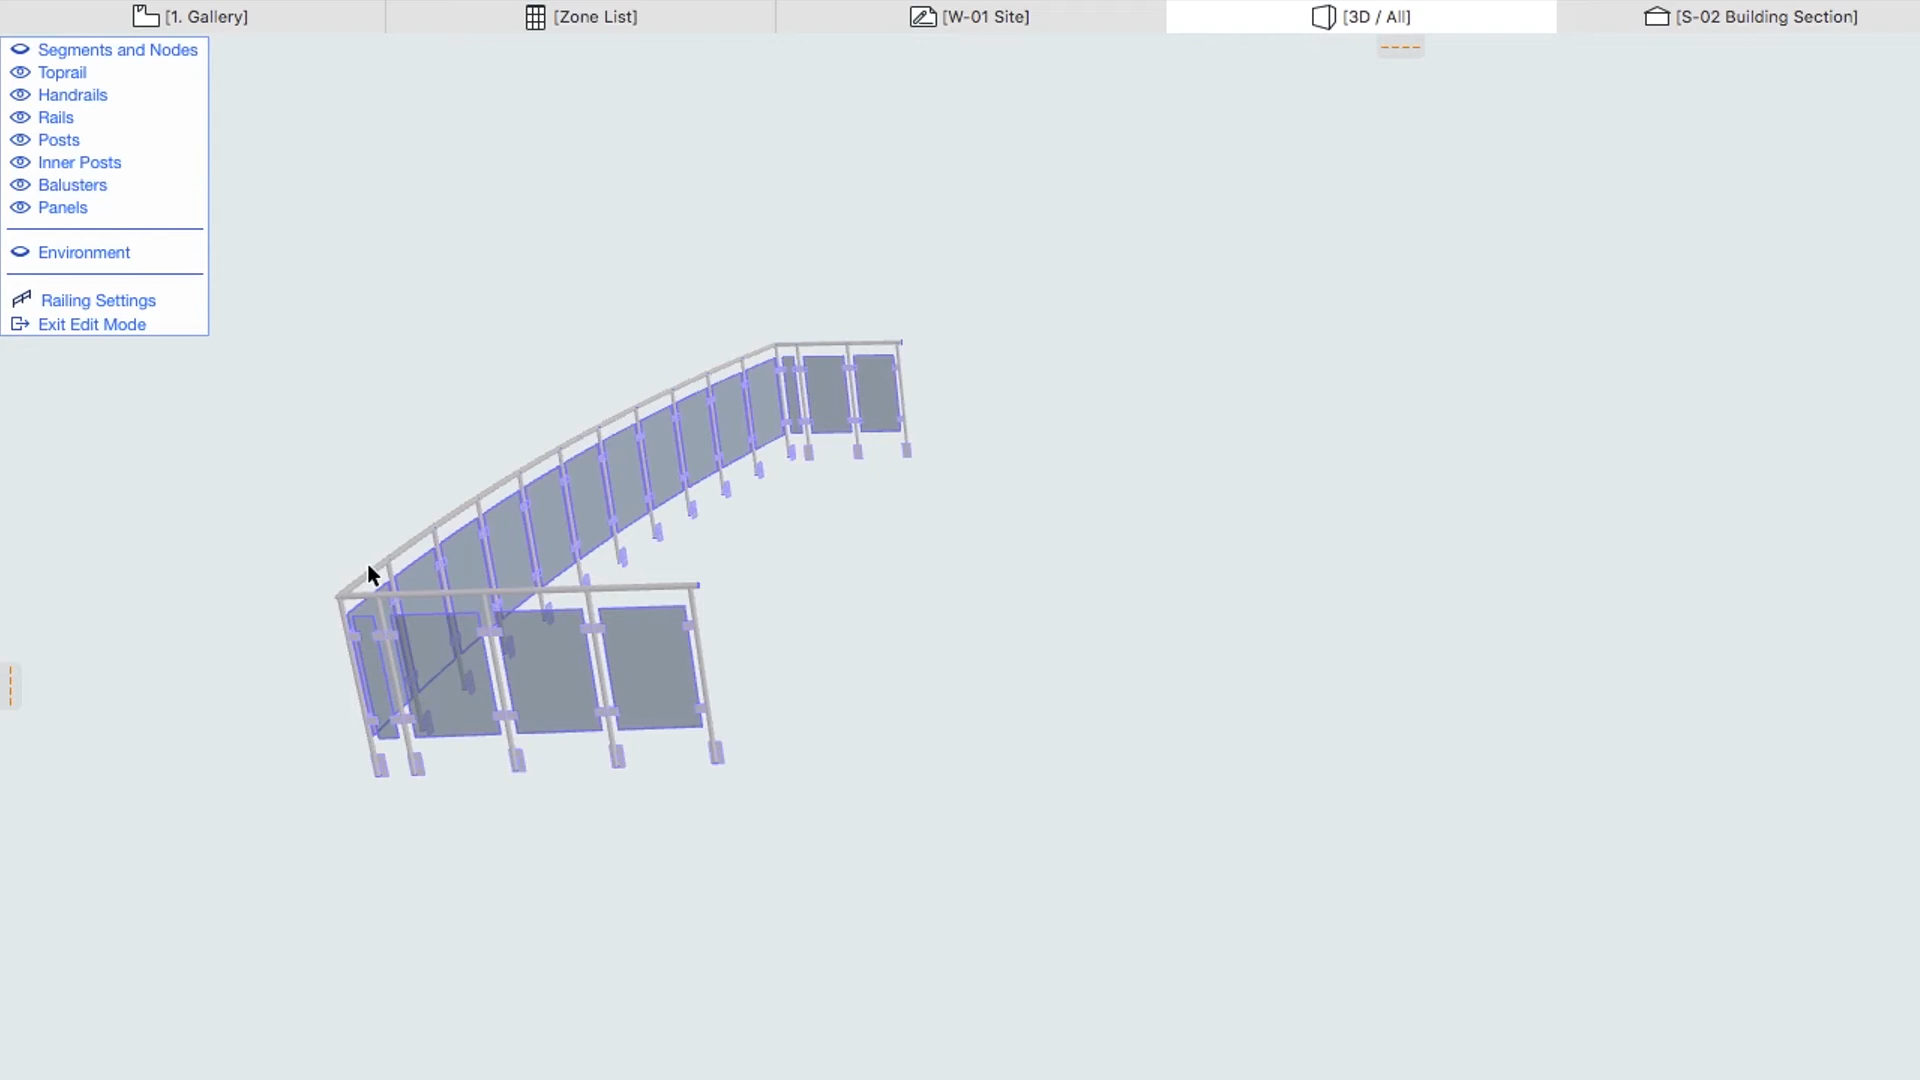 [1. Gallery]
[Zone List]
[W-01 Site]
[3D / All]
[S-02 Building Section]
Segments and Nodes
Toprail
Handrails
Rails
Posts
Inner Posts
Balusters
Panels
Environment
Railing Settings
Exit Edit Mode